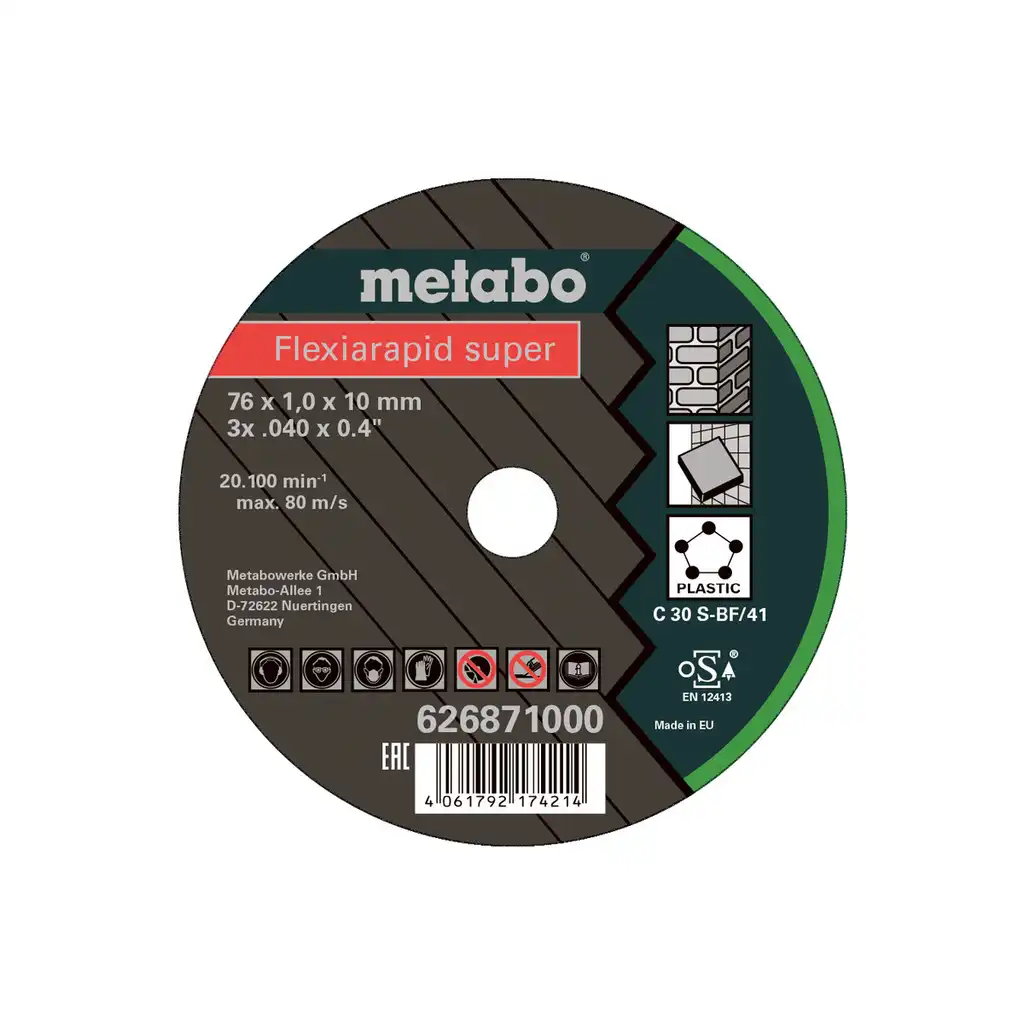 metabo®
Flexiarapid super
76 x 1,0 x 10 mm
3x .040 x 0.4"
20.100 min⁻¹
max. 80 m/s
Metabowerke GmbH
Metabo-Allee 1
D-72622 Nuertingen
Germany
626871000
EAC
4 061792 174214
PLASTIC
C 30 S-BF/41
oSa®
EN 12413
Made in EU